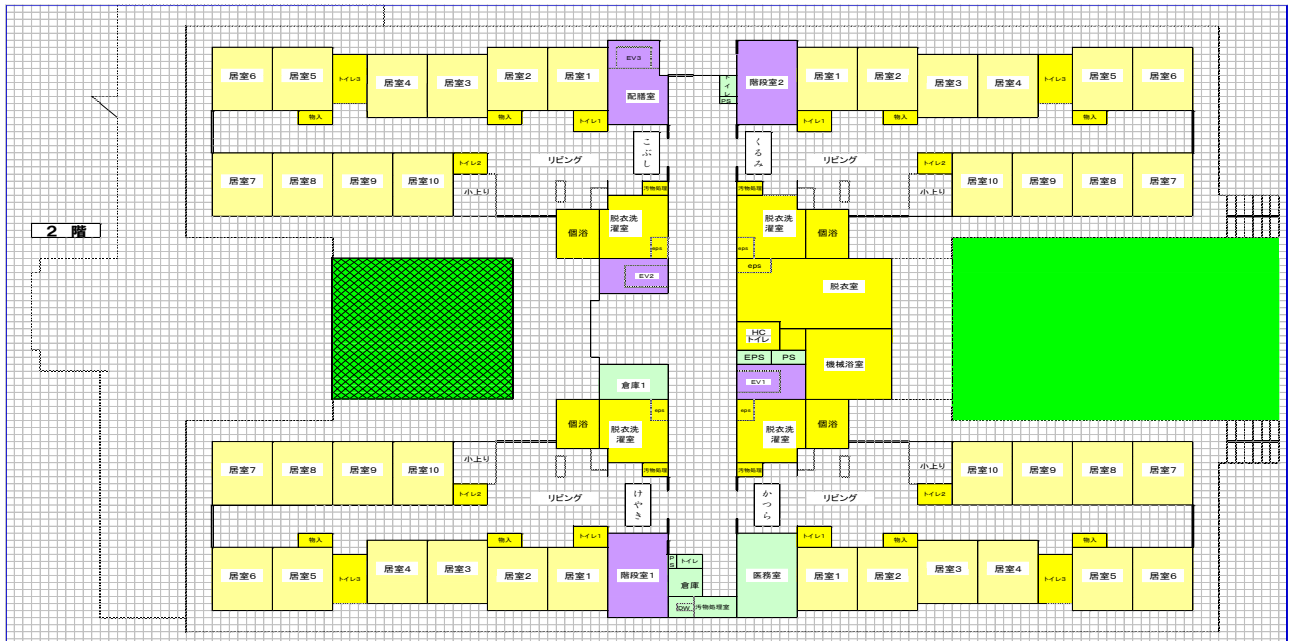 居室6 居室5 トイレ3 居室4 居室3 居室2 居室1 EV3 トイレ 階段室2 居室1 居室2 居室3 居室4 トイレ3 居室5 居室6
配膳室 PS
物入 物入 トイレ1 トイレ1 物入 物入
こぶし くるみ
トイレ2 リビング リビング トイレ2
居室7 居室8 居室9 居室10 小上り 汚物処理 汚物処理 小上り 居室10 居室9 居室8 居室7
2 階
個浴 脱衣洗
濯室 脱衣洗
濯室 個浴
eps eps
eps
EV2 脱衣室
HC
トイレ
EPS PS 機械浴室
倉庫1 EV1
eps eps
個浴 脱衣洗
濯室 脱衣洗
濯室 個浴
居室7 居室8 居室9 居室10 小上り 汚物処理 汚物処理 小上り 居室10 居室9 居室8 居室7
トイレ2 リビング リビング トイレ2
けやき かつら
物入 物入 トイレ1 トイレ1 物入 物入
居室6 居室5 トイレ3 居室4 居室3 居室2 居室1 階段室1 PS トイレ 医務室 居室1 居室2 居室3 居室4 トイレ3 居室5 居室6
倉庫
DW 汚物処理室